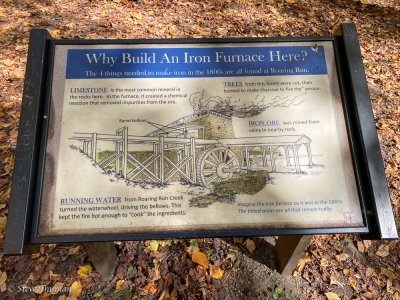 Why Build An Iron Furnace Here?
The 4 things needed to make iron in the 1800s are all found at Roaring Run.
LIMESTONE is the most common mineral in
the rocks here. In the furnace, it created a chemical
reaction that removed impurities from the ore.
TREES from this forest were cut, then
burned to make charcoal to fire the furnace.
Barrel bellows
IRON ORE was mined from
veins in nearby rock.
RUNNING WATER from Roaring Run Creek
turned the waterwheel, driving the bellows. This
kept the fire hot enough to "cook" the ingredients.
Imagine the iron furnace as it was in the 1840s.
The tinted areas are all that remain today.
© Steve Thurman